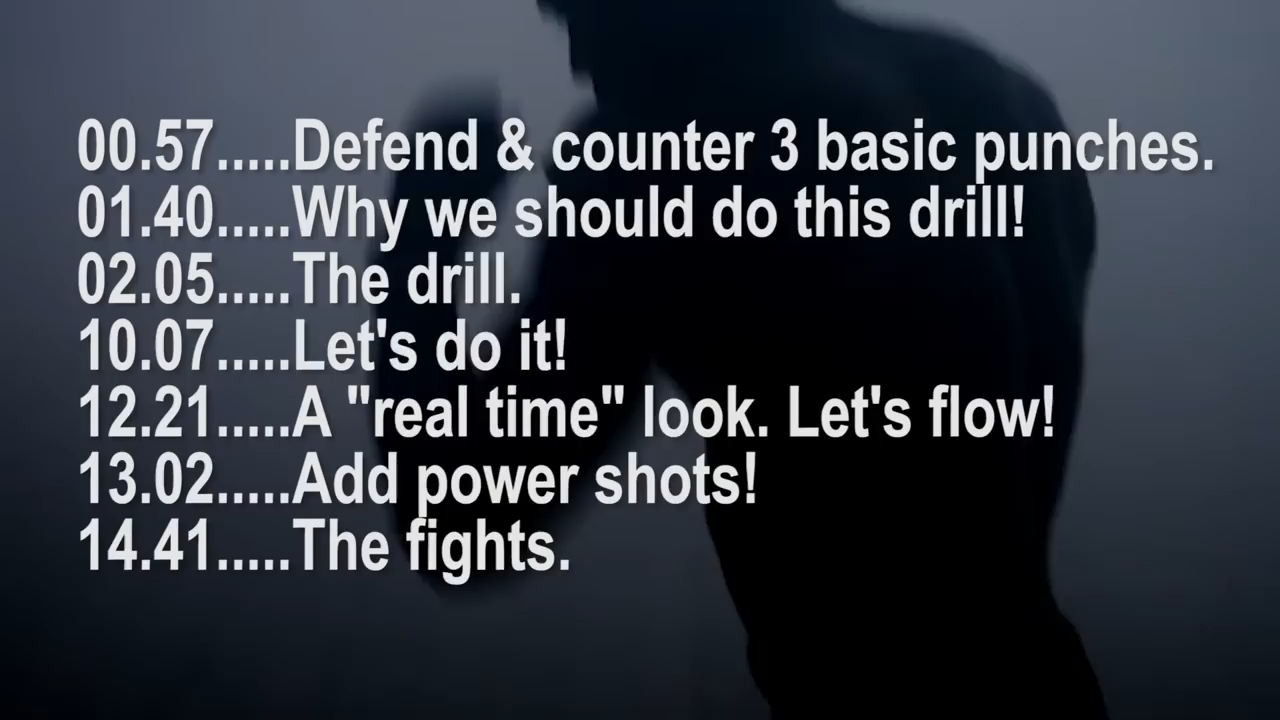 00.57.....Defend & counter 3 basic punches.
01.40.....Why we should do this drill!
02.05.....The drill.
10.07.....Let's do it!
12.21.....A "real time" look. Let's flow!
13.02.....Add power shots!
14.41.....The fights.